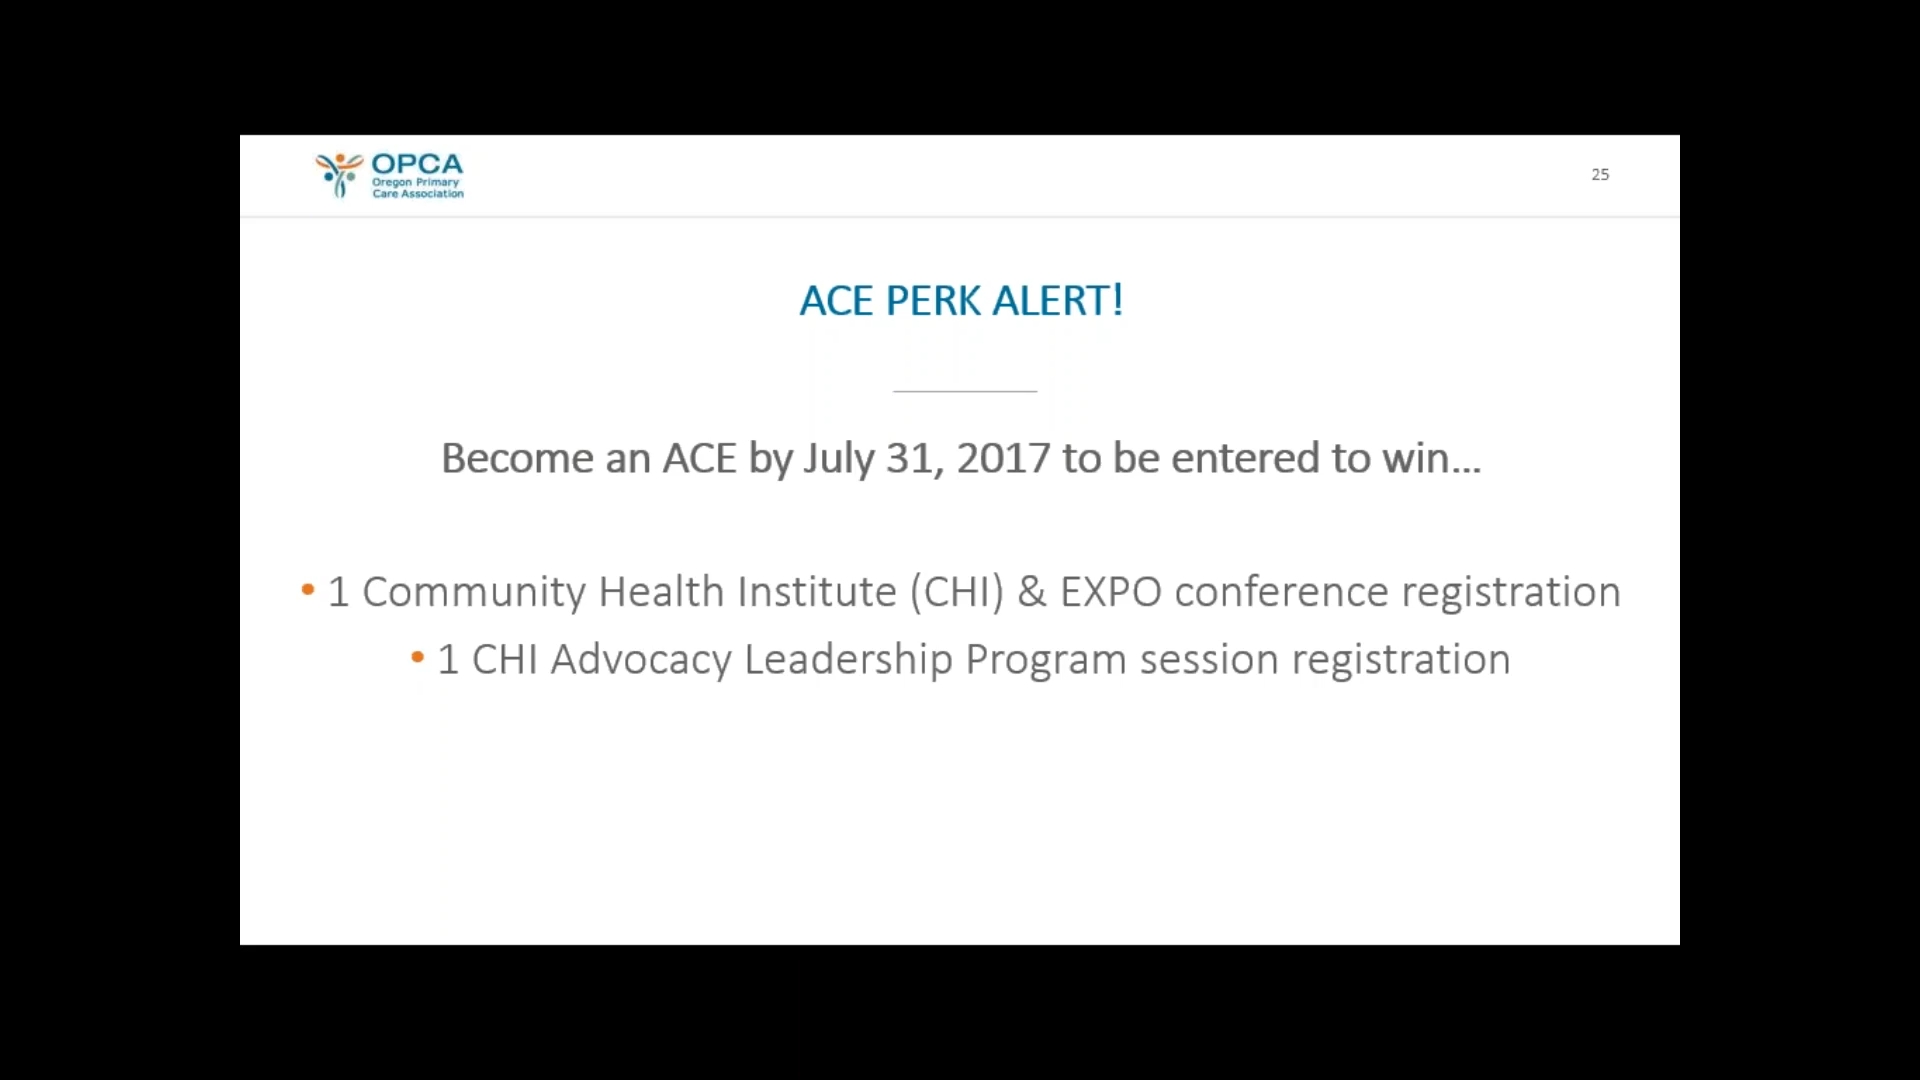 OPCA
Oregon Primary
Care Association
25
ACE PERK ALERT!
Become an ACE by July 31, 2017 to be entered to win...
• 1 Community Health Institute (CHI) & EXPO conference registration
• 1 CHI Advocacy Leadership Program session registration